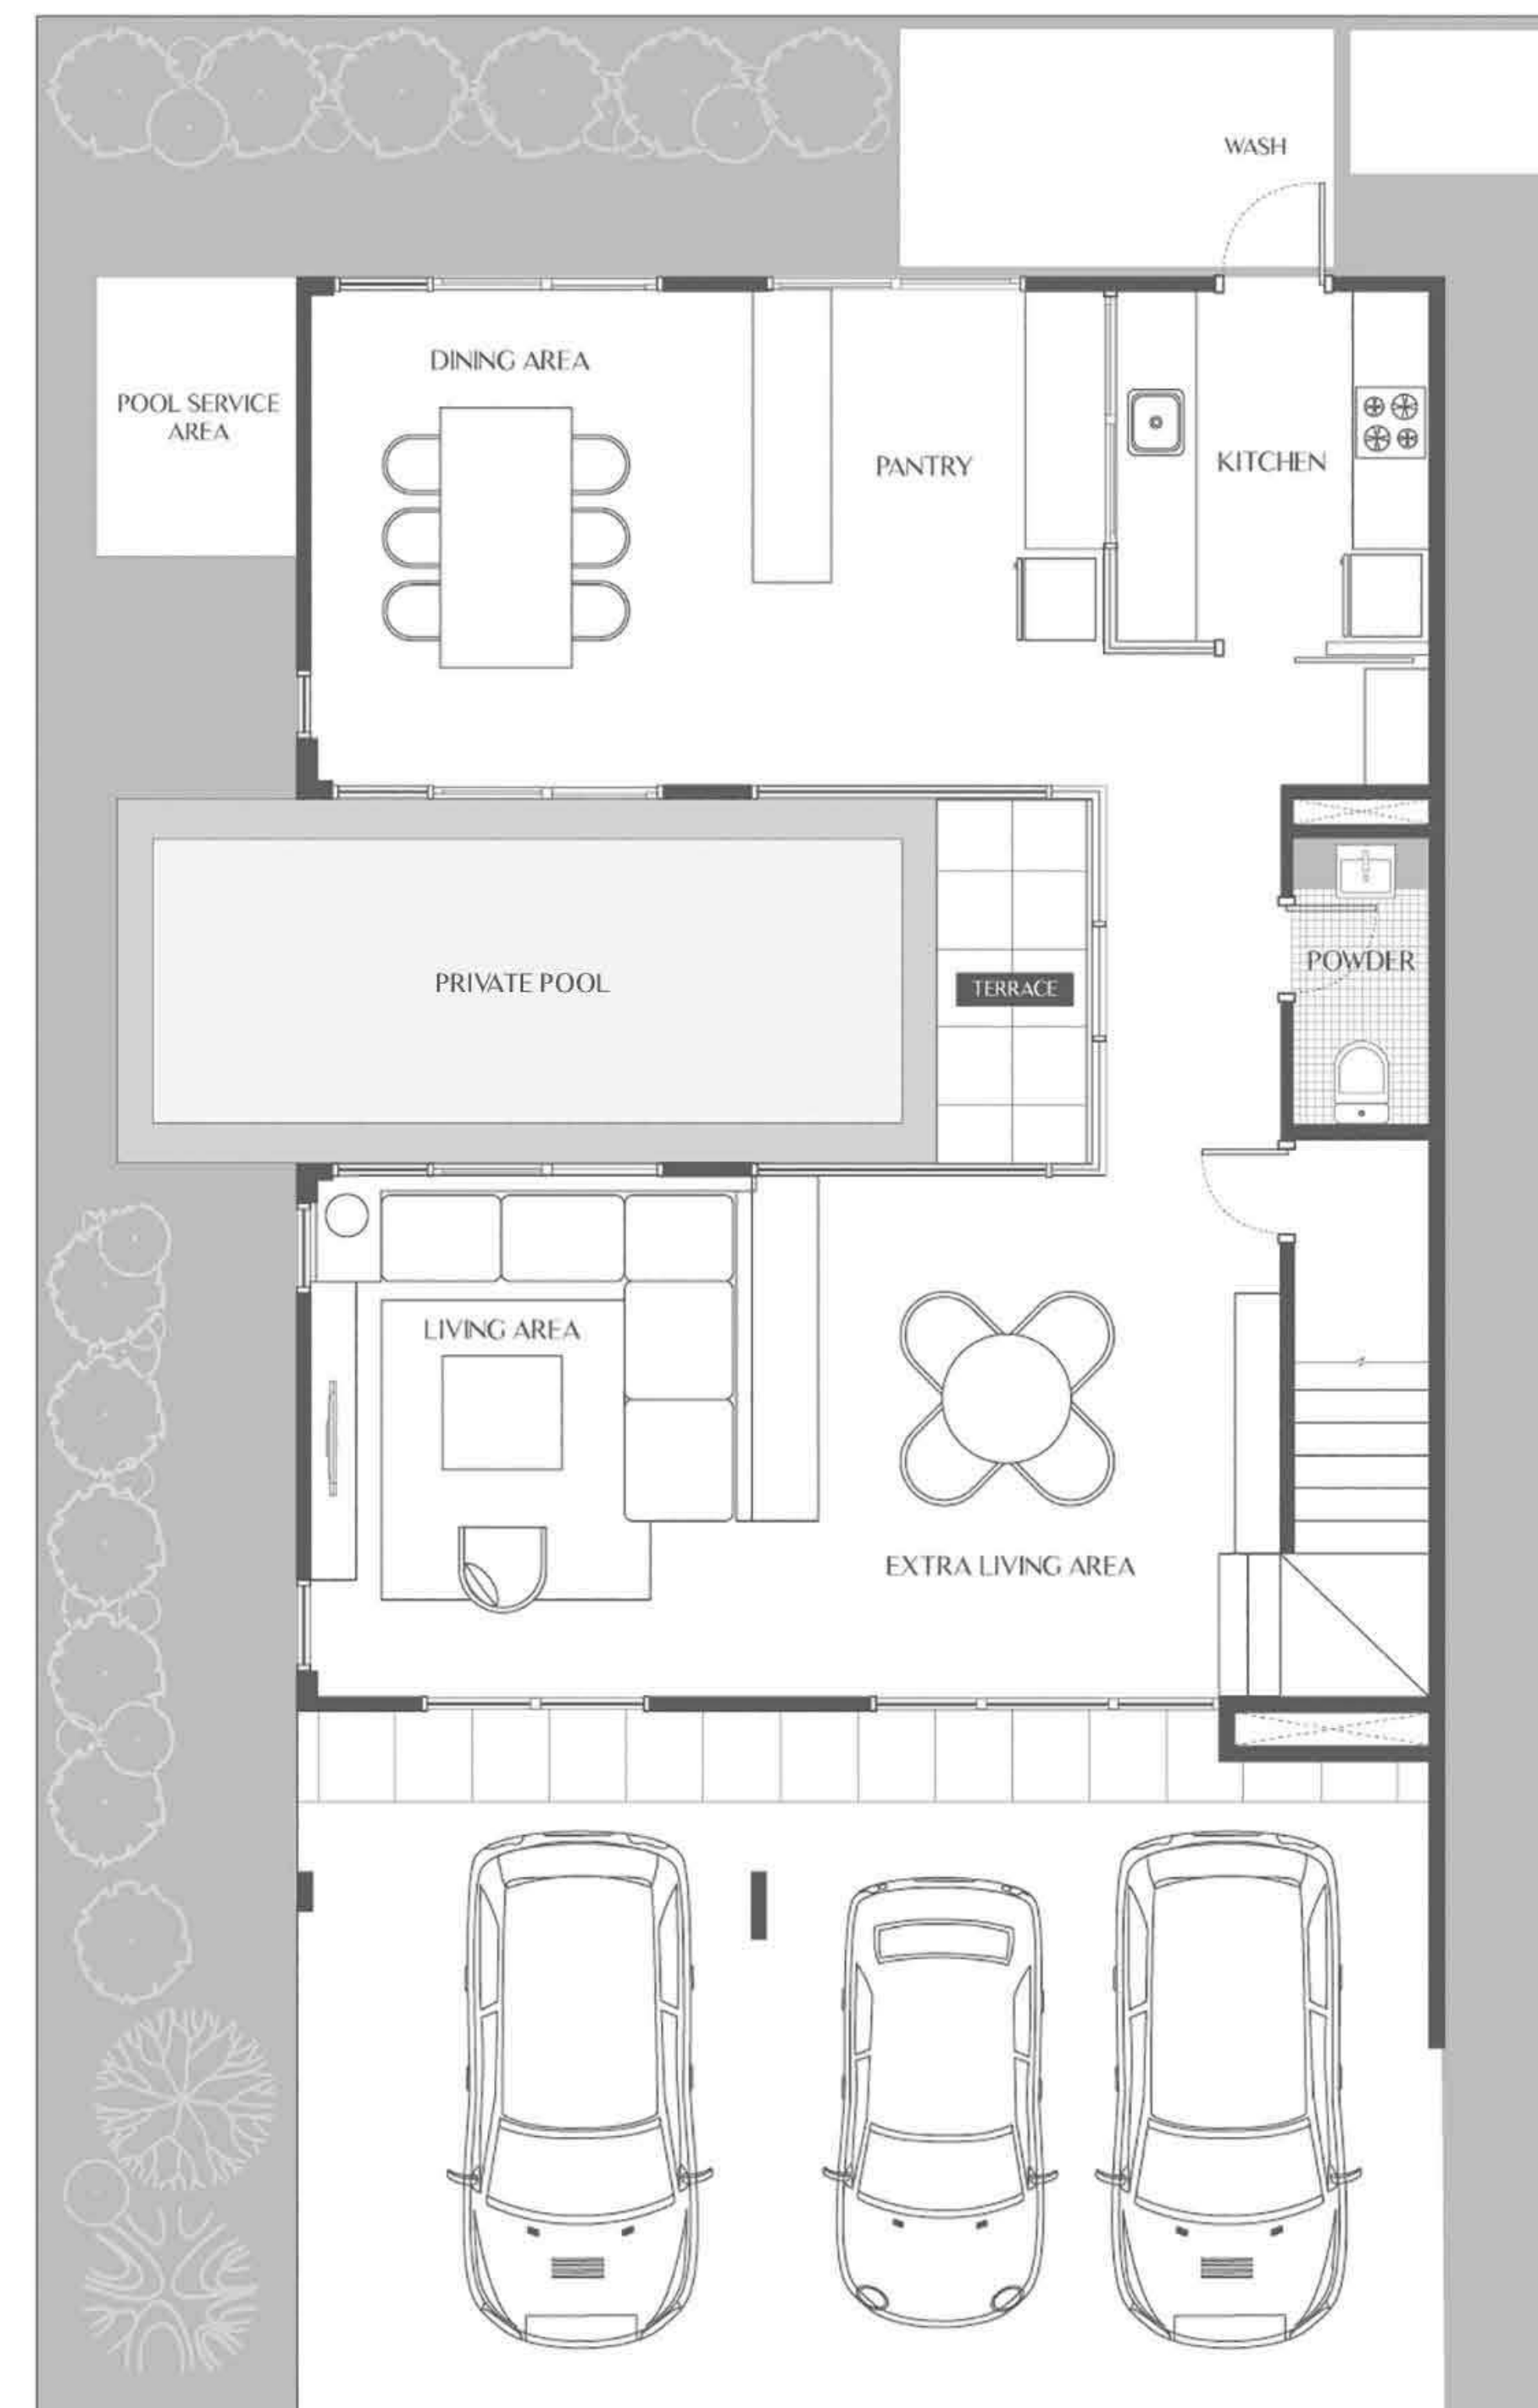 WASH
DINING AREA
POOL SERVICE
AREA
PANTRY
KITCHEN
PRIVATE POOL
TERRACE
POWDER
LIVING AREA
EXTRA LIVING AREA